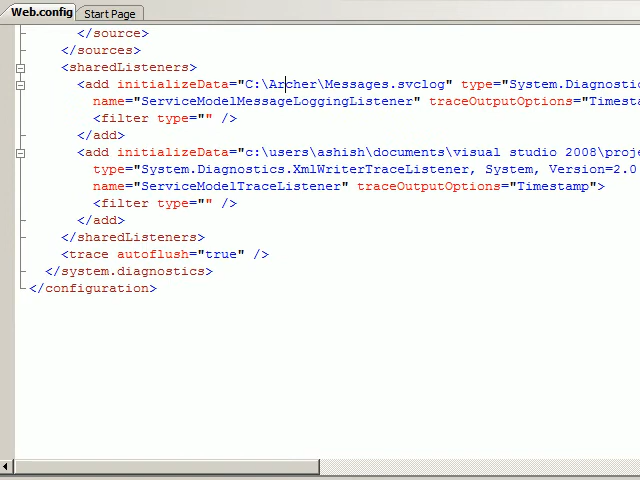 Web.config Start Page
</source>
</sources>
<sharedListeners>
<add initializeData="C:\Archer\Messages.svclog" type="System.Diagnostic
name="ServiceModelMessageLoggingListener" traceOutputOptions="Timesta
<filter type="" />
</add>
<add initializeData="c:\users\ashish\documents\visual studio 2008\proje
type="System.Diagnostics.XmlWriterTraceListener, System, Version=2.0
name="ServiceModelTraceListener" traceOutputOptions="Timestamp">
<filter type="" />
</add>
</sharedListeners>
<trace autoflush="true" />
</system.diagnostics>
</configuration>